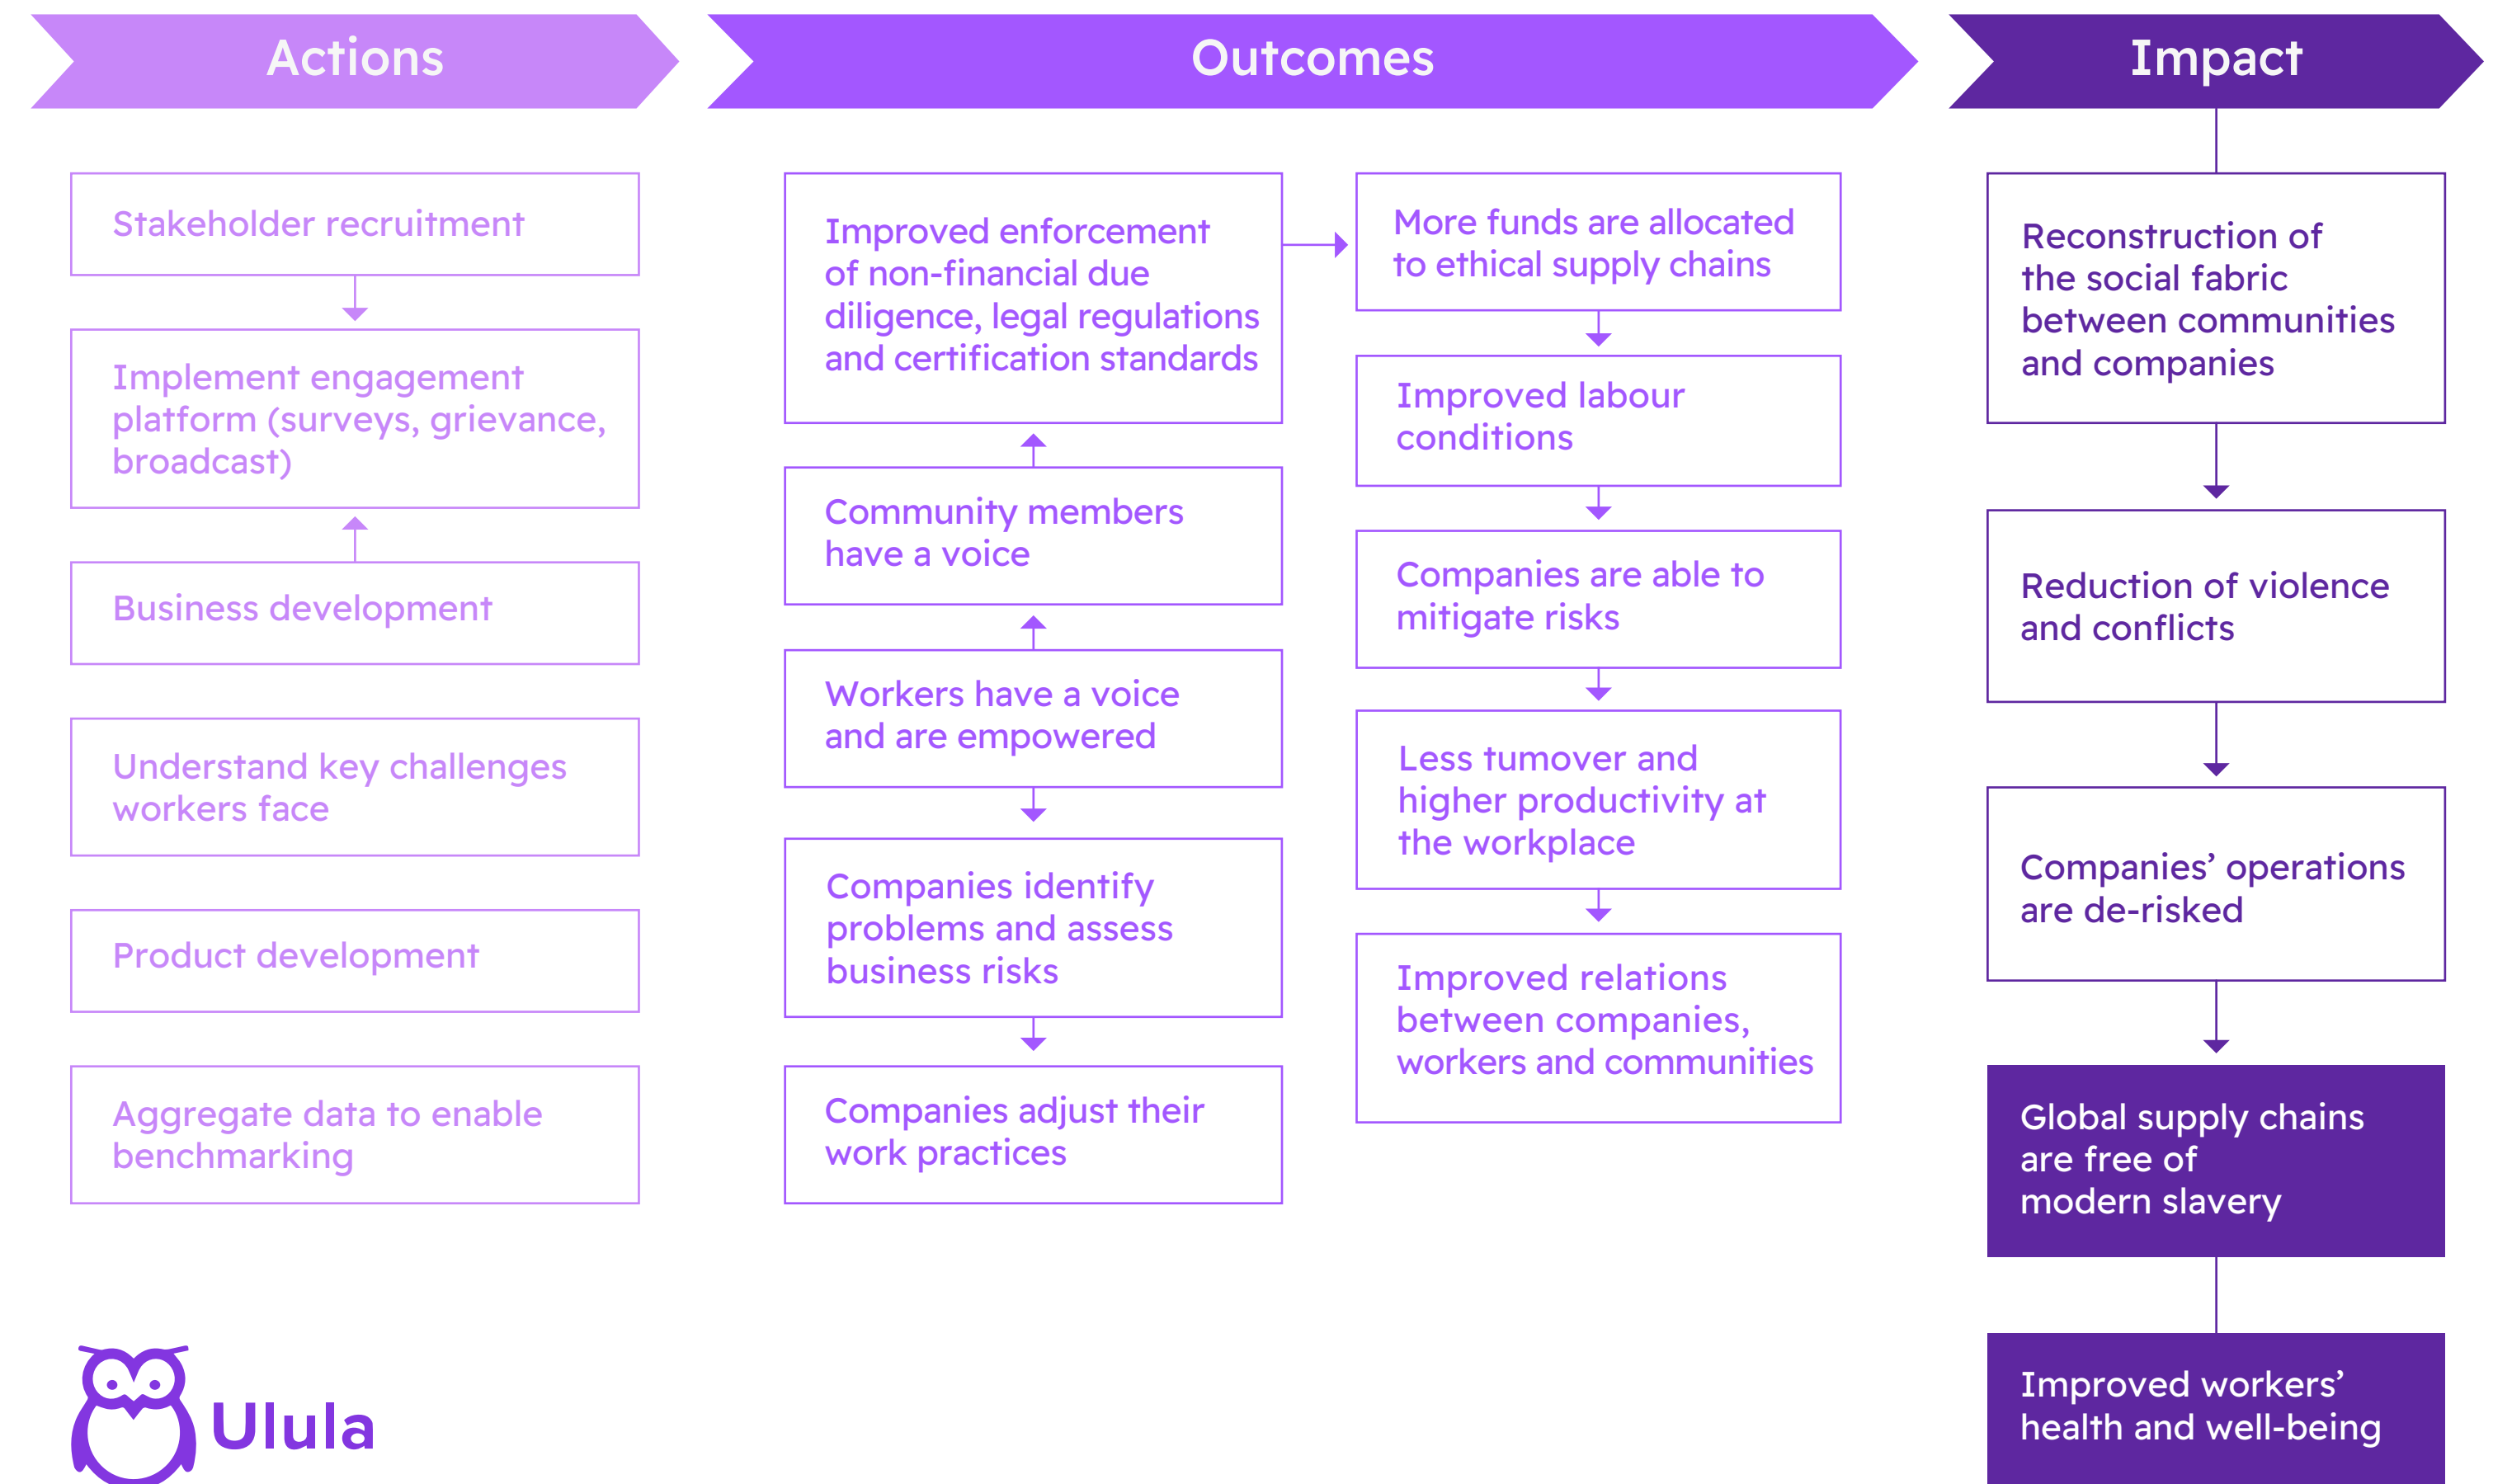 Actions
Outcomes
Impact
Stakeholder recruitment
Implement engagement
platform (surveys, grievance,
broadcast)
Business development
Understand key challenges
workers face
Product development
Aggregate data to enable
benchmarking
Improved enforcement
of non-financial due
diligence, legal regulations
and certification standards
Community members
have a voice
Workers have a voice
and are empowered
Companies identify
problems and assess
business risks
Companies adjust their
work practices
More funds are allocated
to ethical supply chains
Improved labour
conditions
Companies are able to
mitigate risks
Less tumover and
higher productivity at
the workplace
Improved relations
between companies,
workers and communities
Reconstruction of
the social fabric
between communities
and companies
Reduction of violence
and conflicts
Companies’ operations
are de-risked
Global supply chains
are free of
modern slavery
Improved workers’
health and well-being
Ulula